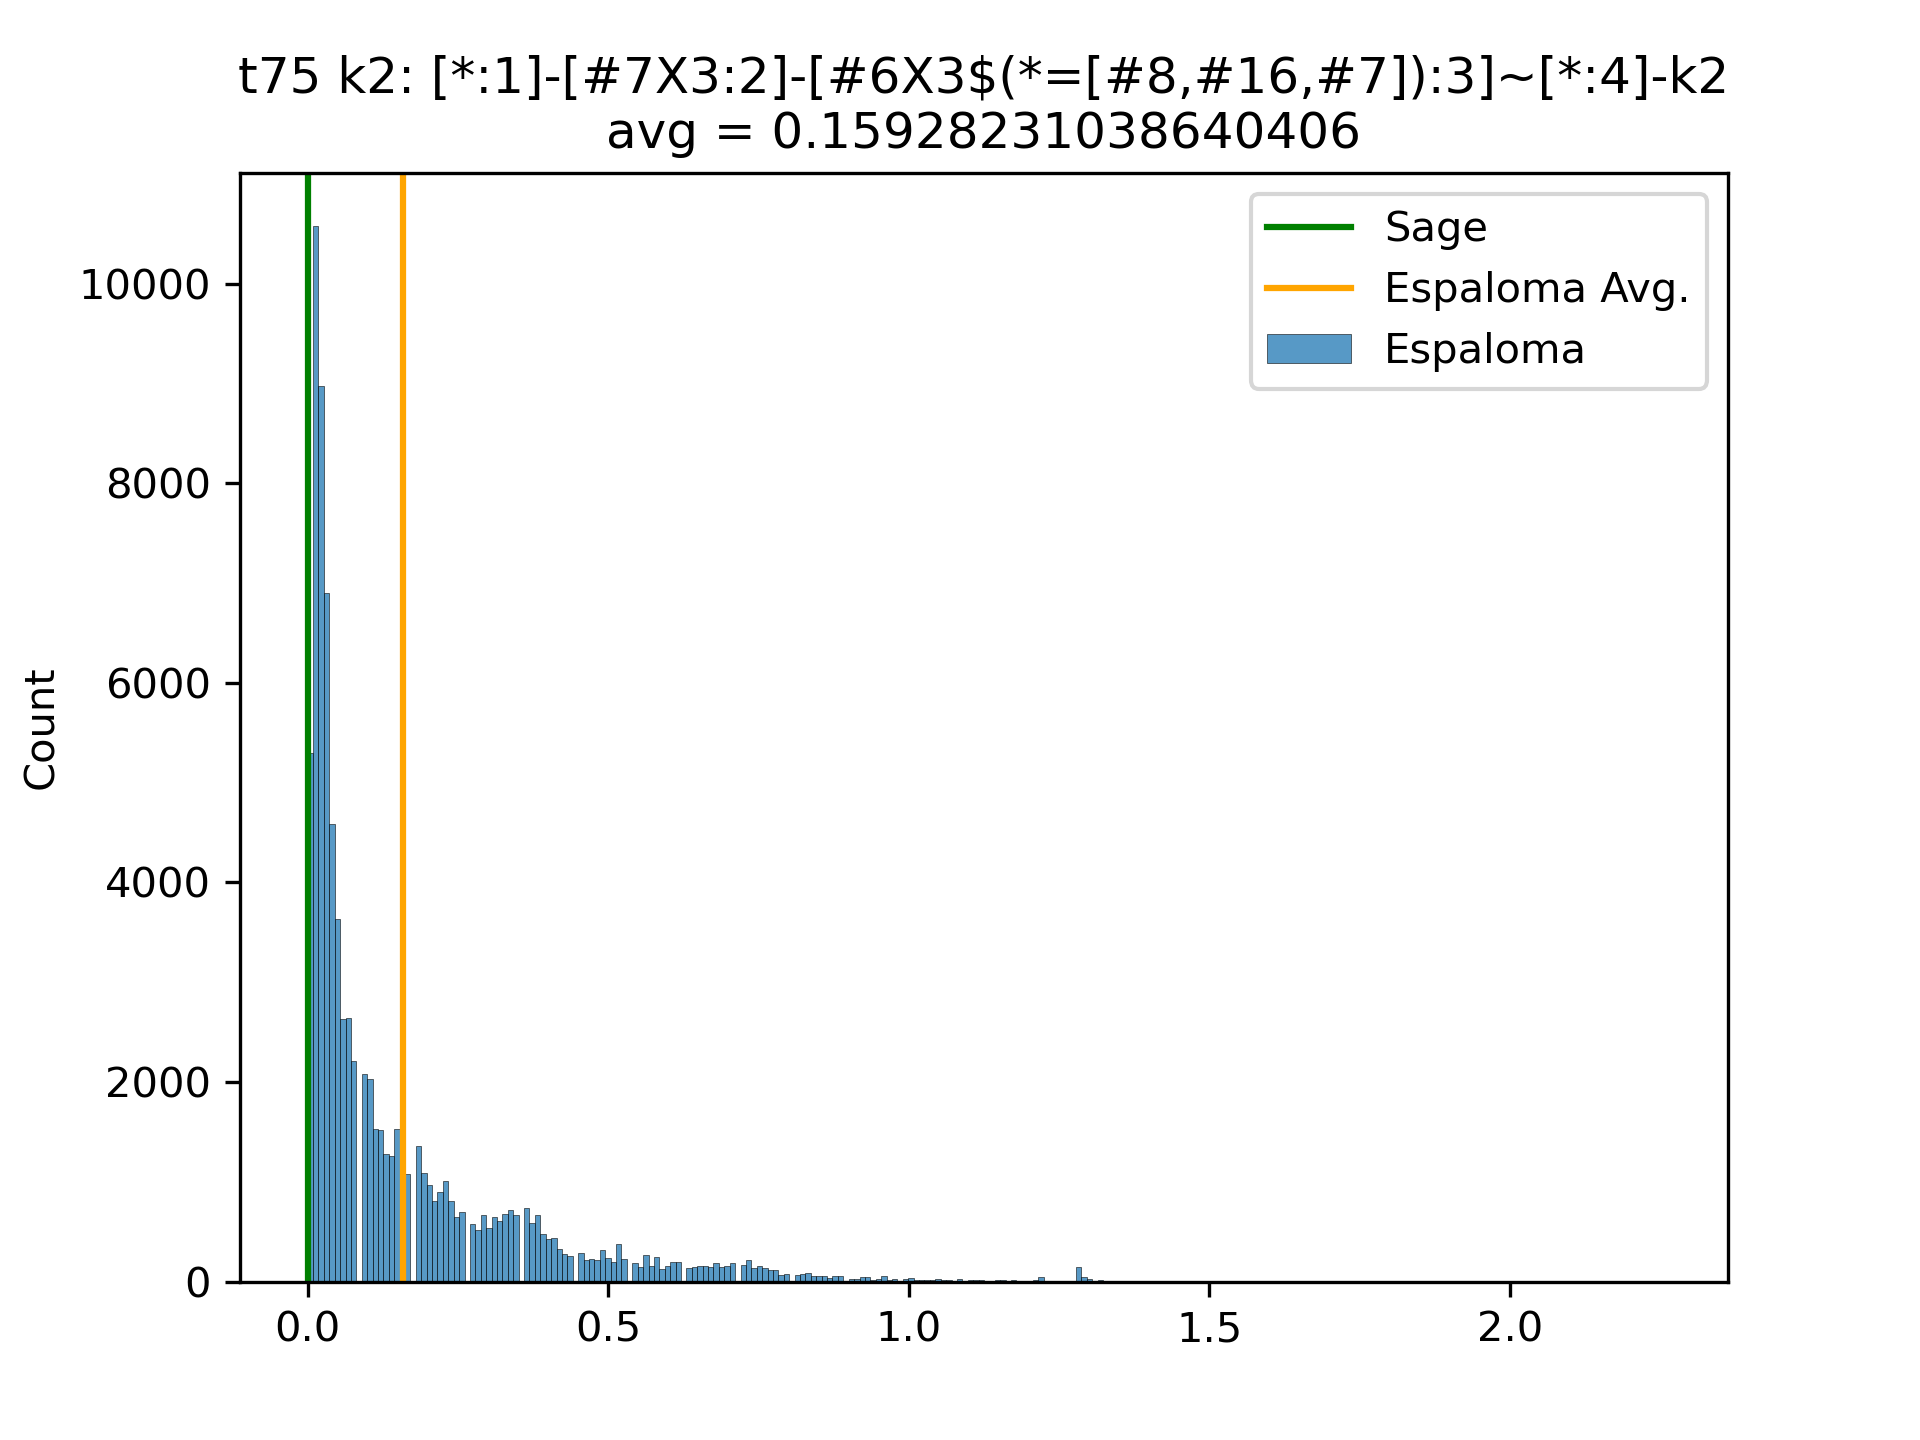 t75 k2: [*:1]-[#7X3:2]-[#6X3$(*=[#8,#16,#7]):3]~[*:4]-k2
avg = 0.15928231038640406
Sage
Espaloma Avg.
Espaloma
Count
10000
8000
6000
4000
2000
0
0.0 0.5 1.0 1.5 2.0